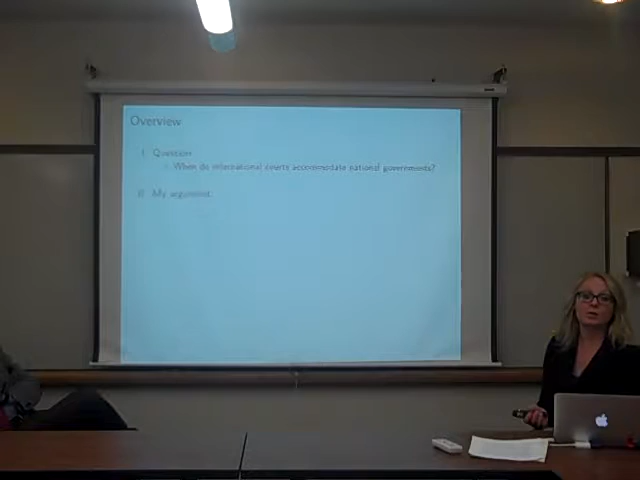 Overview
I. Question
When do international courts accommodate national governments?
II. My argument